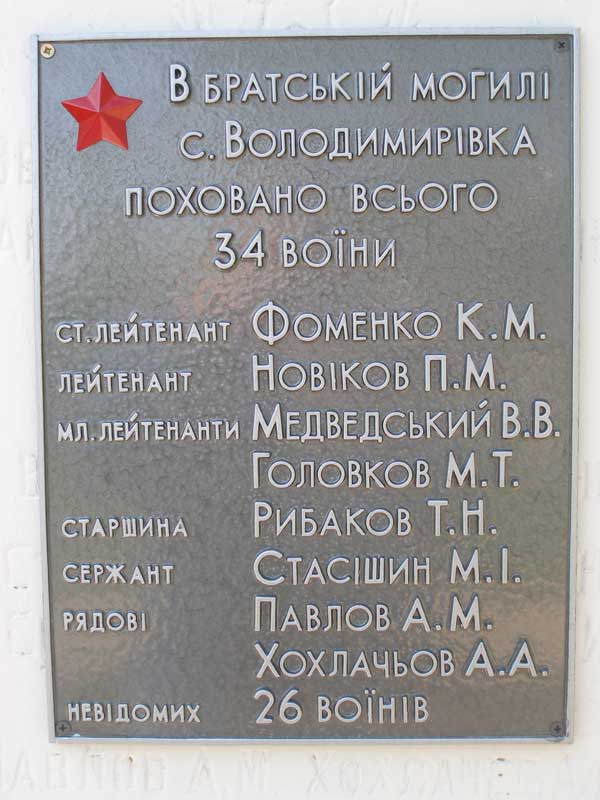 В БРАТСЬКІЙ МОГИЛІ
С. ВОЛОДИМИРІВКА
ПОХОВАНО ВСЬОГО
34 ВОЇНИ
СТ. ЛЕЙТЕНАНТ ФОМЕНКО К.М.
ЛЕЙТЕНАНТ НОВІКОВ П.М.
МЛ. ЛЕЙТЕНАНТИ МЕДВЕДСЬКИЙ В.В.
ГОЛОВКОВ М.Т.
СТАРШИНА РИБАКОВ Т.Н.
СЕРЖАНТ СТАСІШИН М.І.
РЯДОВІ ПАВЛОВ А.М.
ХОХЛАЧЬОВ А.А.
НЕВІДОМИХ 26 ВОЇНІВ